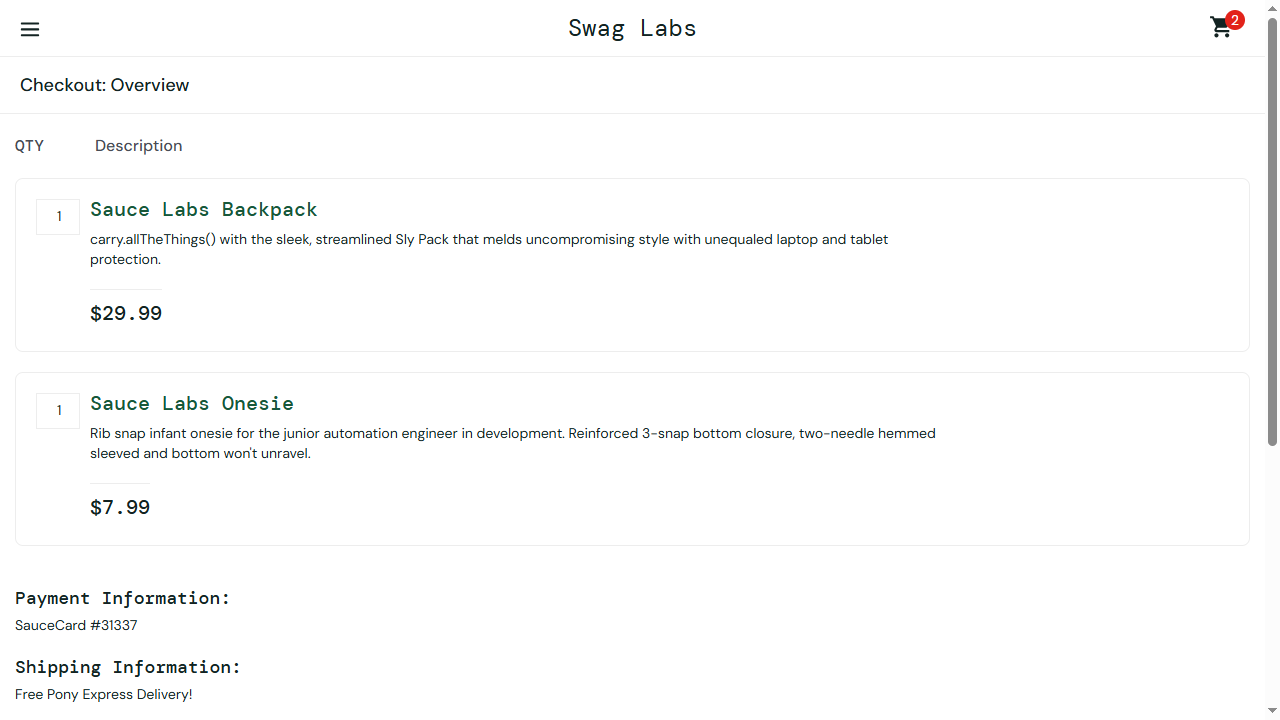 Swag Labs
2
Checkout: Overview
QTY Description
1
Sauce Labs Backpack
carry.allTheThings() with the sleek, streamlined Sly Pack that melds uncompromising style with unequaled laptop and tablet
protection.
$29.99
1
Sauce Labs Onesie
Rib snap infant onesie for the junior automation engineer in development. Reinforced 3-snap bottom closure, two-needle hemmed
sleeved and bottom won't unravel.
$7.99
Payment Information:
SauceCard #31337
Shipping Information:
Free Pony Express Delivery!